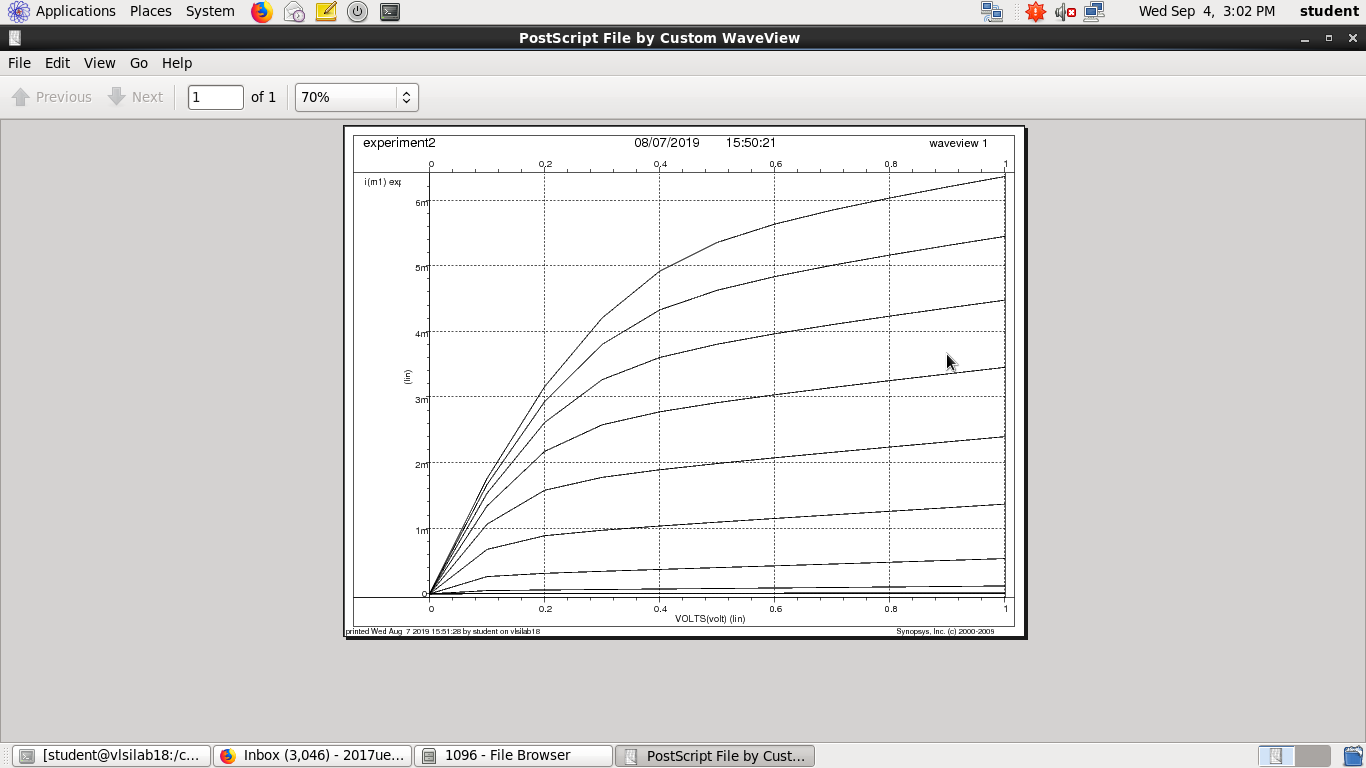 Applications Places System Wed Sep 4, 3:02 PM student
PostScript File by Custom WaveView
File Edit View Go Help
Previous Next 1 of 1 70%
experiment2 08/07/2019 15:50:21 waveview 1
0 0.2 0.4 0.6 0.8 1
i(m1) exp
6m
5m
4m
(lin)
3m
2m
1m
0
0 0.2 0.4 0.6 0.8 1
VOLTS(volt) (lin)
printed Wed Aug 7 2019 15:51:28 by student on vlsilab18 Synopsys, Inc. (c) 2000-2009
[student@vlsilab18:/c... Inbox (3,046) - 2017ue... 1096 - File Browser PostScript File by Cust...